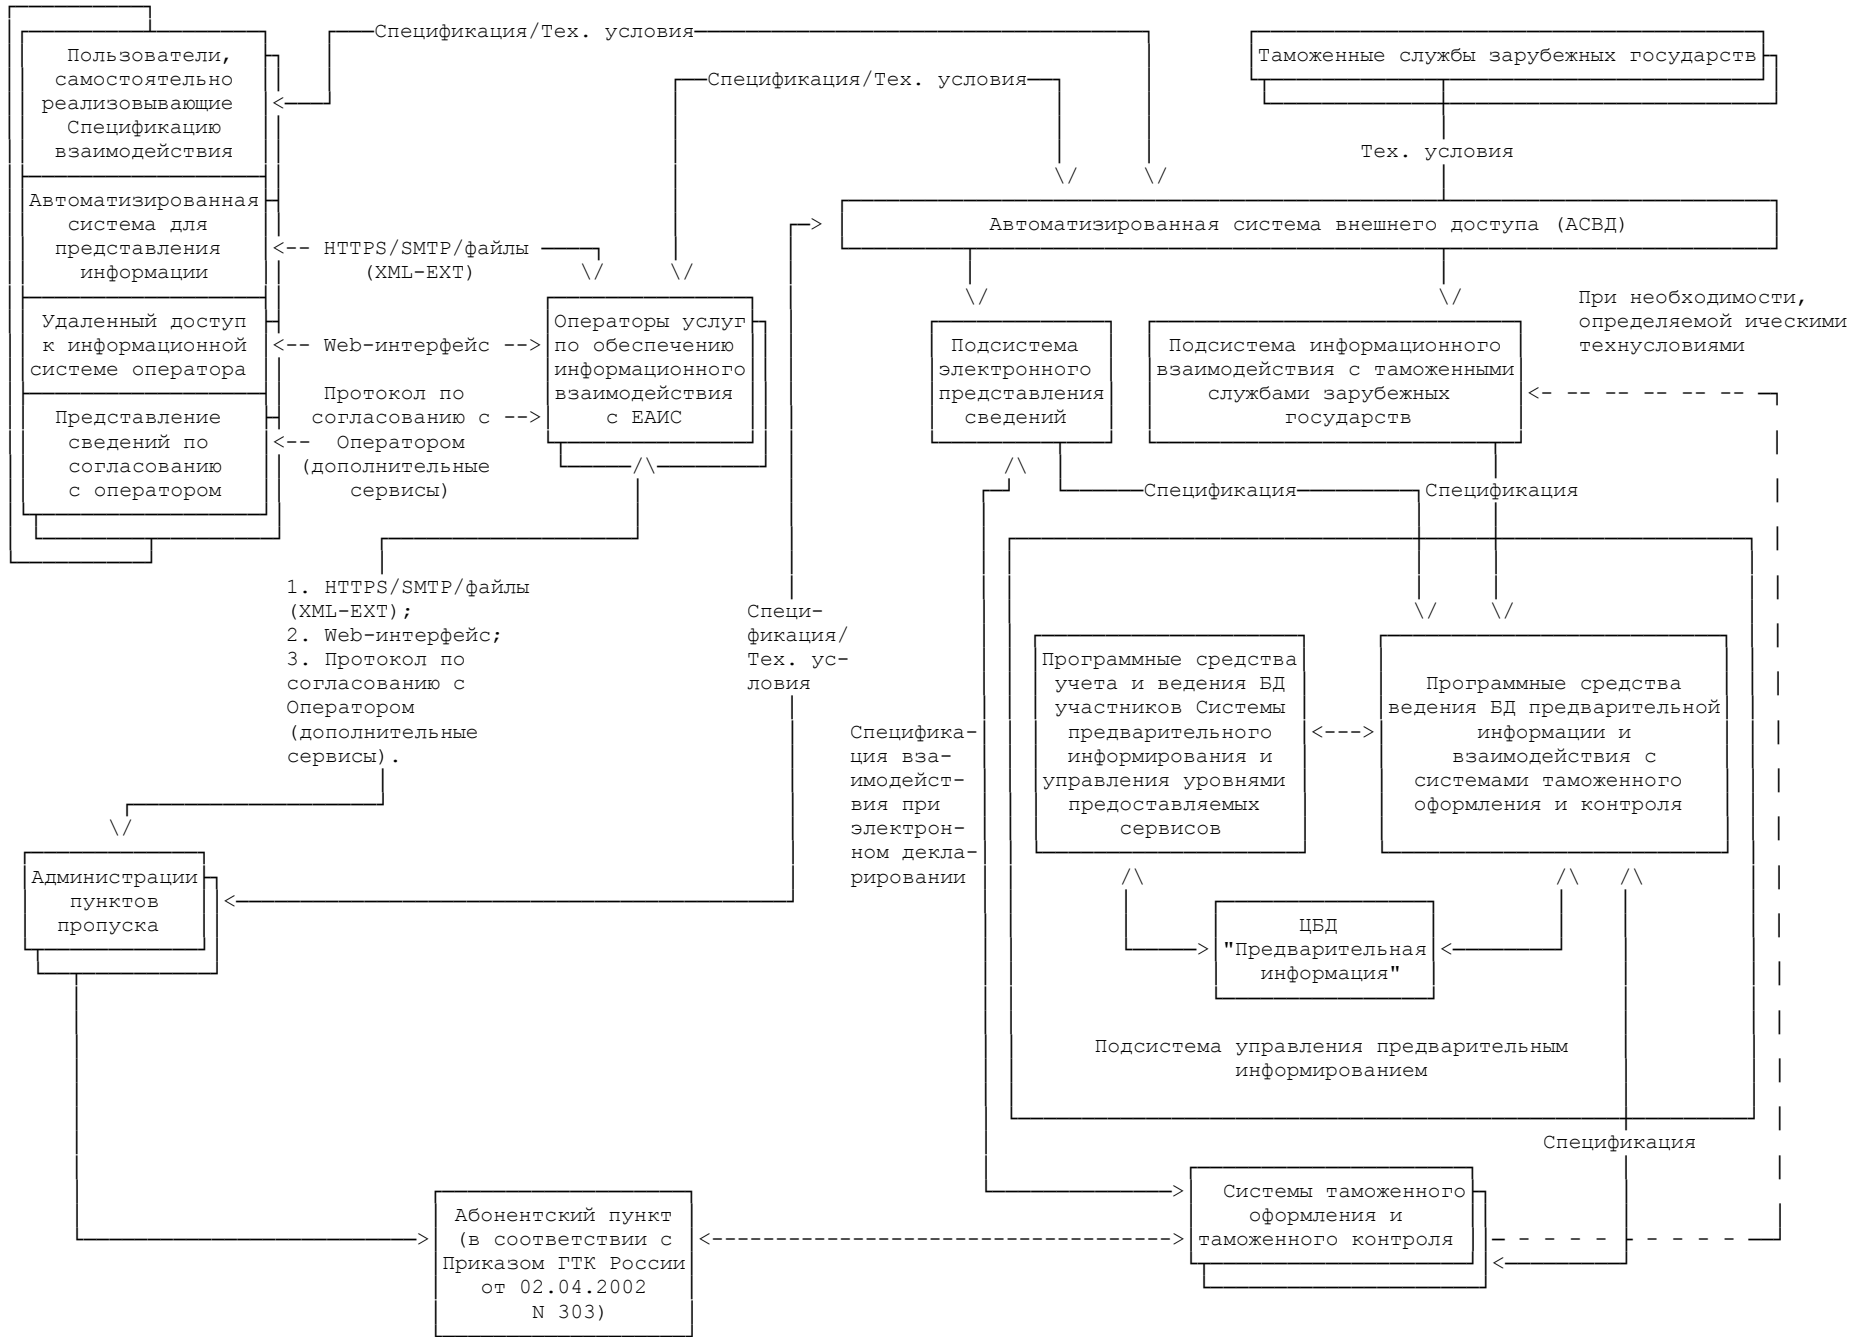 Спецификация/Тех. условия
Пользователи,
самостоятельно
реализовывающие
Спецификацию
взаимодействия
Спецификация/Тех. условия
Таможенные службы зарубежных государств
Тех. условия
Автоматизированная
система для
представления
информации
<-- HTTPS/SMTP/файлы
(XML-EXT)
Автоматизированная система внешнего доступа (АСВД)
При необходимости,
определяемой ическими
технусловиями
Удаленный доступ
к информационной
системе оператора
<-- Web-интерфейс -->
Операторы услуг
по обеспечению
информационного
взаимодействия
с ЕАИС
Подсистема
электронного
представления
сведений
Подсистема информационного
взаимодействия с таможенными
службами зарубежных
государств
Представление
сведений по
согласованию
с оператором
Протокол по
согласованию с -->
<-- Оператором
(дополнительные
сервисы)
Спецификация
Спецификация
1. HTTPS/SMTP/файлы
(XML-EXT);
2. Web-интерфейс;
3. Протокол по
согласованию с
Оператором
(дополнительные
сервисы).
Специ-
фикация/
Тех. ус-
ловия
Специфика-
ция вза-
имодейст-
вия при
электрон-
ном декла-
рировании
Программные средства
учета и ведения БД
участников Системы
предварительного
информирования и
управления уровнями
предоставляемых
сервисов
<--->
Программные средства
ведения БД предварительной
информации и
взаимодействия с
системами таможенного
оформления и контроля
Администрации
пунктов
пропуска
ЦБД
"Предварительная
информация"
Подсистема управления предварительным
информированием
Спецификация
Абонентский пункт
(в соответствии с
Приказом ГТК России
от 02.04.2002
N 303)
Системы таможенного
оформления и
таможенного контроля